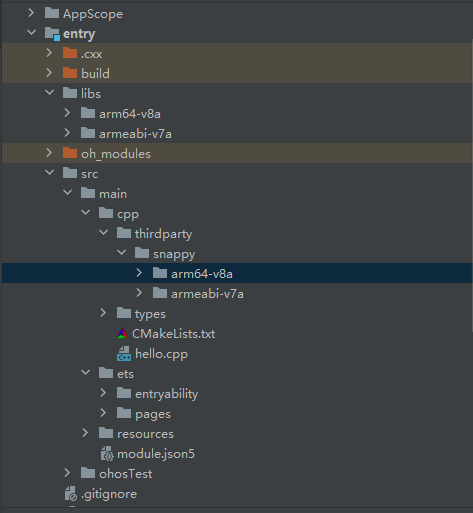 AppScope
entry
.cxx
build
libs
arm64-v8a
armeabi-v7a
oh_modules
src
main
cpp
thirdparty
snappy
arm64-v8a
armeabi-v7a
types
CMakeLists.txt
hello.cpp
ets
entryability
pages
resources
module.json5
ohosTest
.gitignore